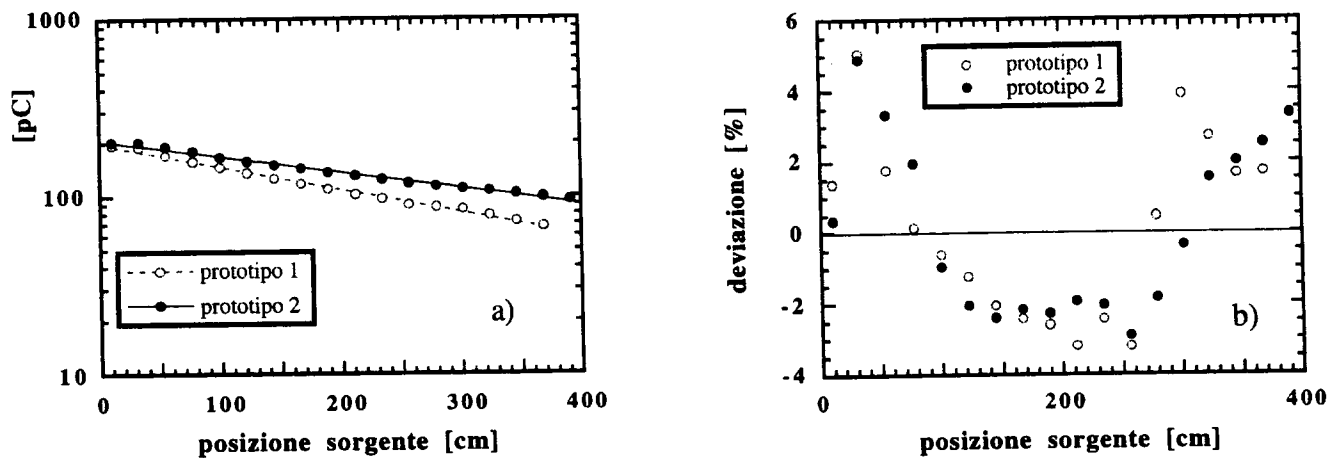 1000
100
10
[pC]
prototipo 1
prototipo 2
a)
0
100
200
300
400
posizione sorgente [cm]
6
4
2
0
-2
-4
deviazione [%]
prototipo 1
prototipo 2
b)
0
200
400
posizione sorgente [cm]